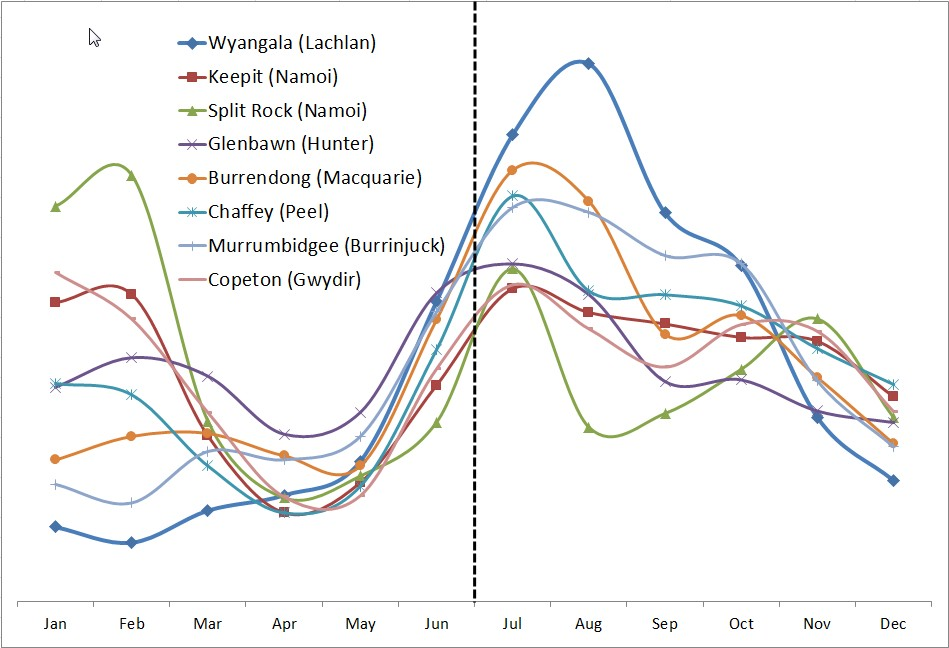 Wyangala (Lachlan)
Keepit (Namoi)
Split Rock (Namoi)
Glenbawn (Hunter)
Burrendong (Macquarie)
Chaffey (Peel)
Murrumbidgee (Burrinjuck)
Copeton (Gwydir)
Jan Feb Mar Apr May Jun Jul Aug Sep Oct Nov Dec